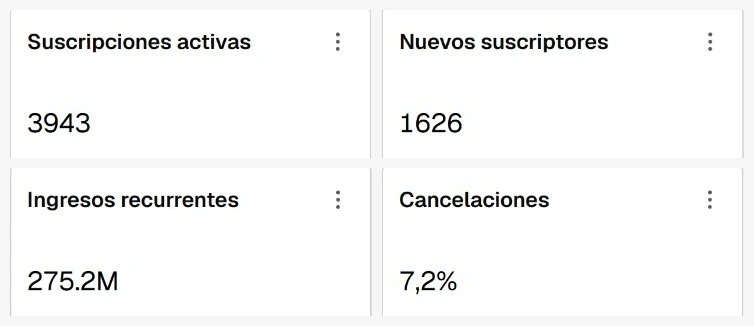 Suscripciones activas
Nuevos suscriptores
3943
1626
Ingresos recurrentes
Cancelaciones
275.2M
7,2%